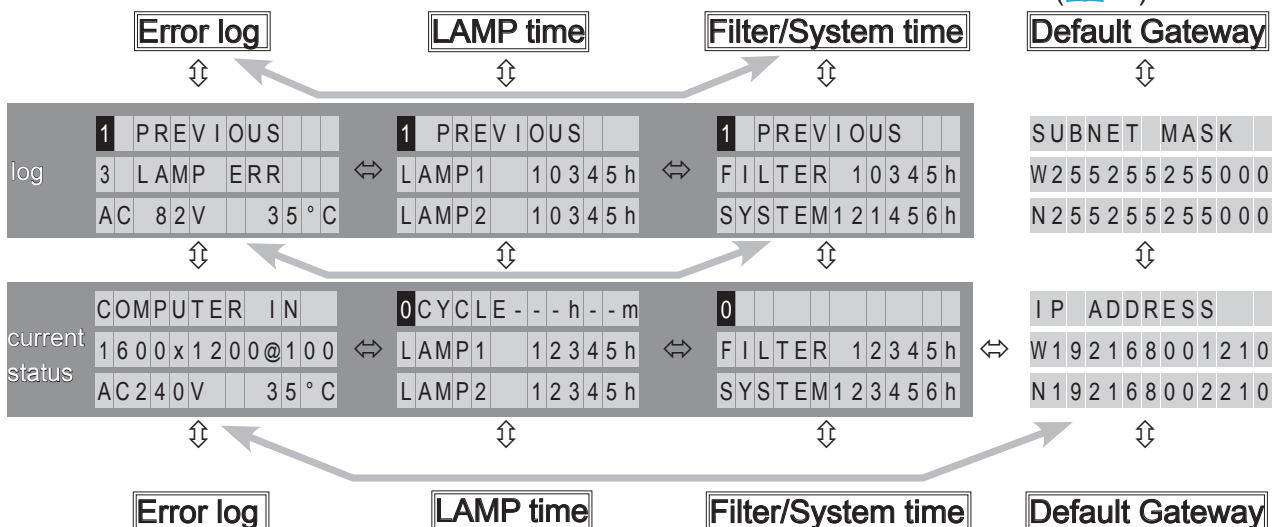 Error log LAMP time Filter/System time Default Gateway
1 PREVIOUS 1 PREVIOUS 1 PREVIOUS SUBNET MASK
log 3 LAMP ERR LAMP1 10345h FILTER 10345h W255255255000
AC 82V 35°C LAMP2 10345h SYSTEM121456h N255255255000
COMPUTER IN 0CYCLE---h--m 0 IP ADDRESS
current status 1600x1200@100 LAMP1 12345h FILTER 12345h W192168001210
AC240V 35°C LAMP2 12345h SYSTEM123456h N192168002210
Error log LAMP time Filter/System time Default Gateway